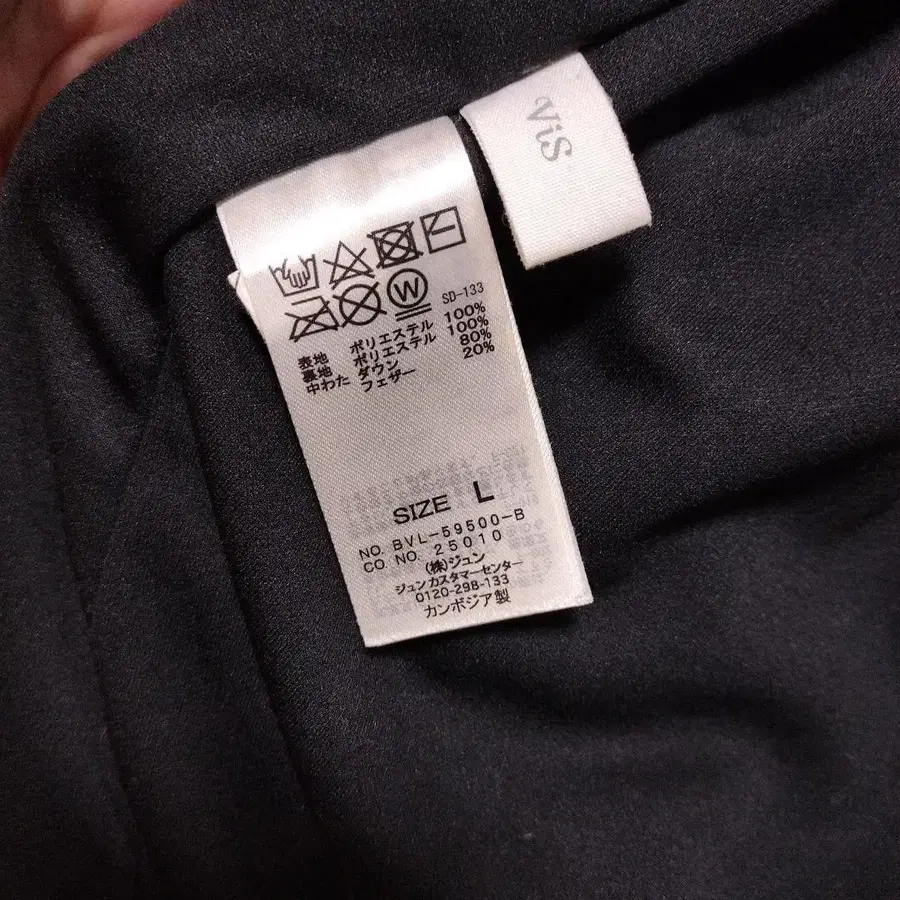 ViS
W
SD-133
表地 ポリエステル 100%
裏地 ポリエステル 100%
中わた ダウン 80%
フェザー 20%
SIZE L
NO. BVL-59500-B
CO NO. 25010
(株)ジュン
ジュンカスタマーセンター
0120-298-133
カンボジア製